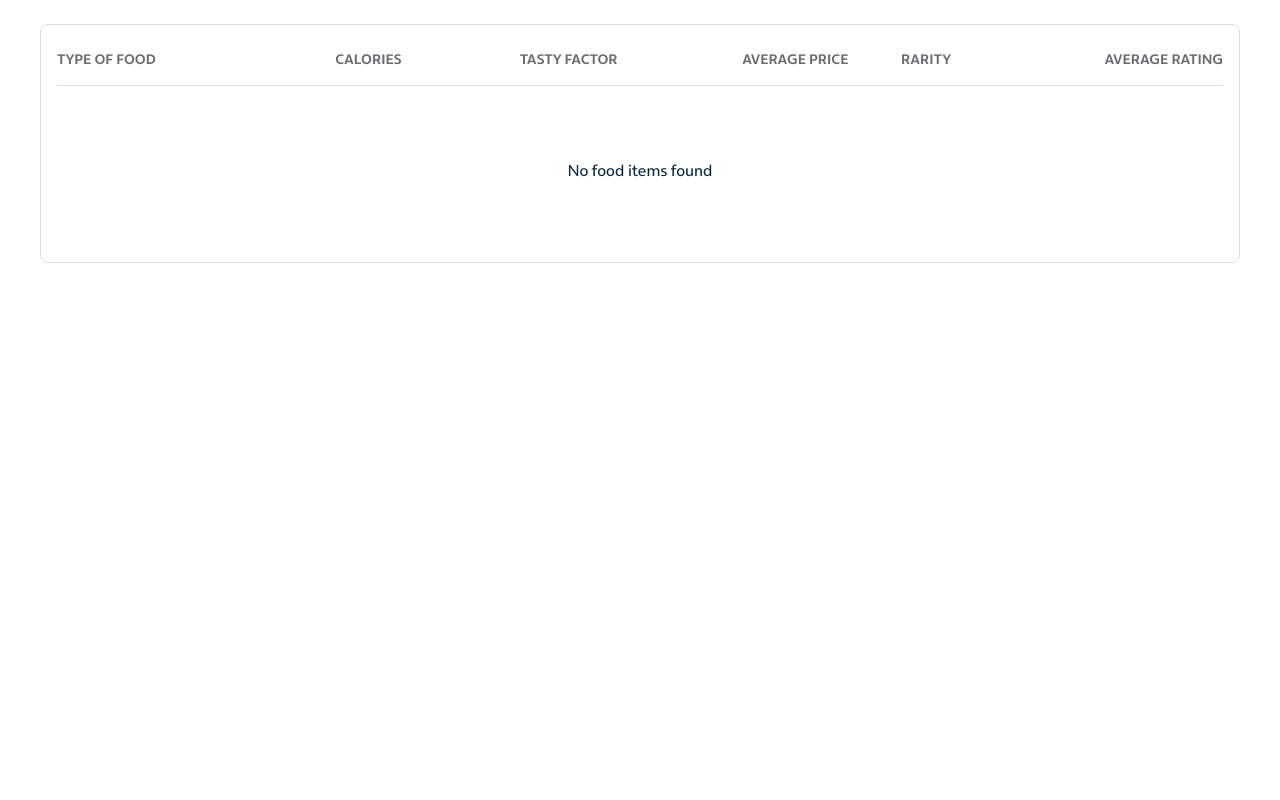 TYPE OF FOOD CALORIES TASTY FACTOR AVERAGE PRICE RARITY AVERAGE RATING
No food items found